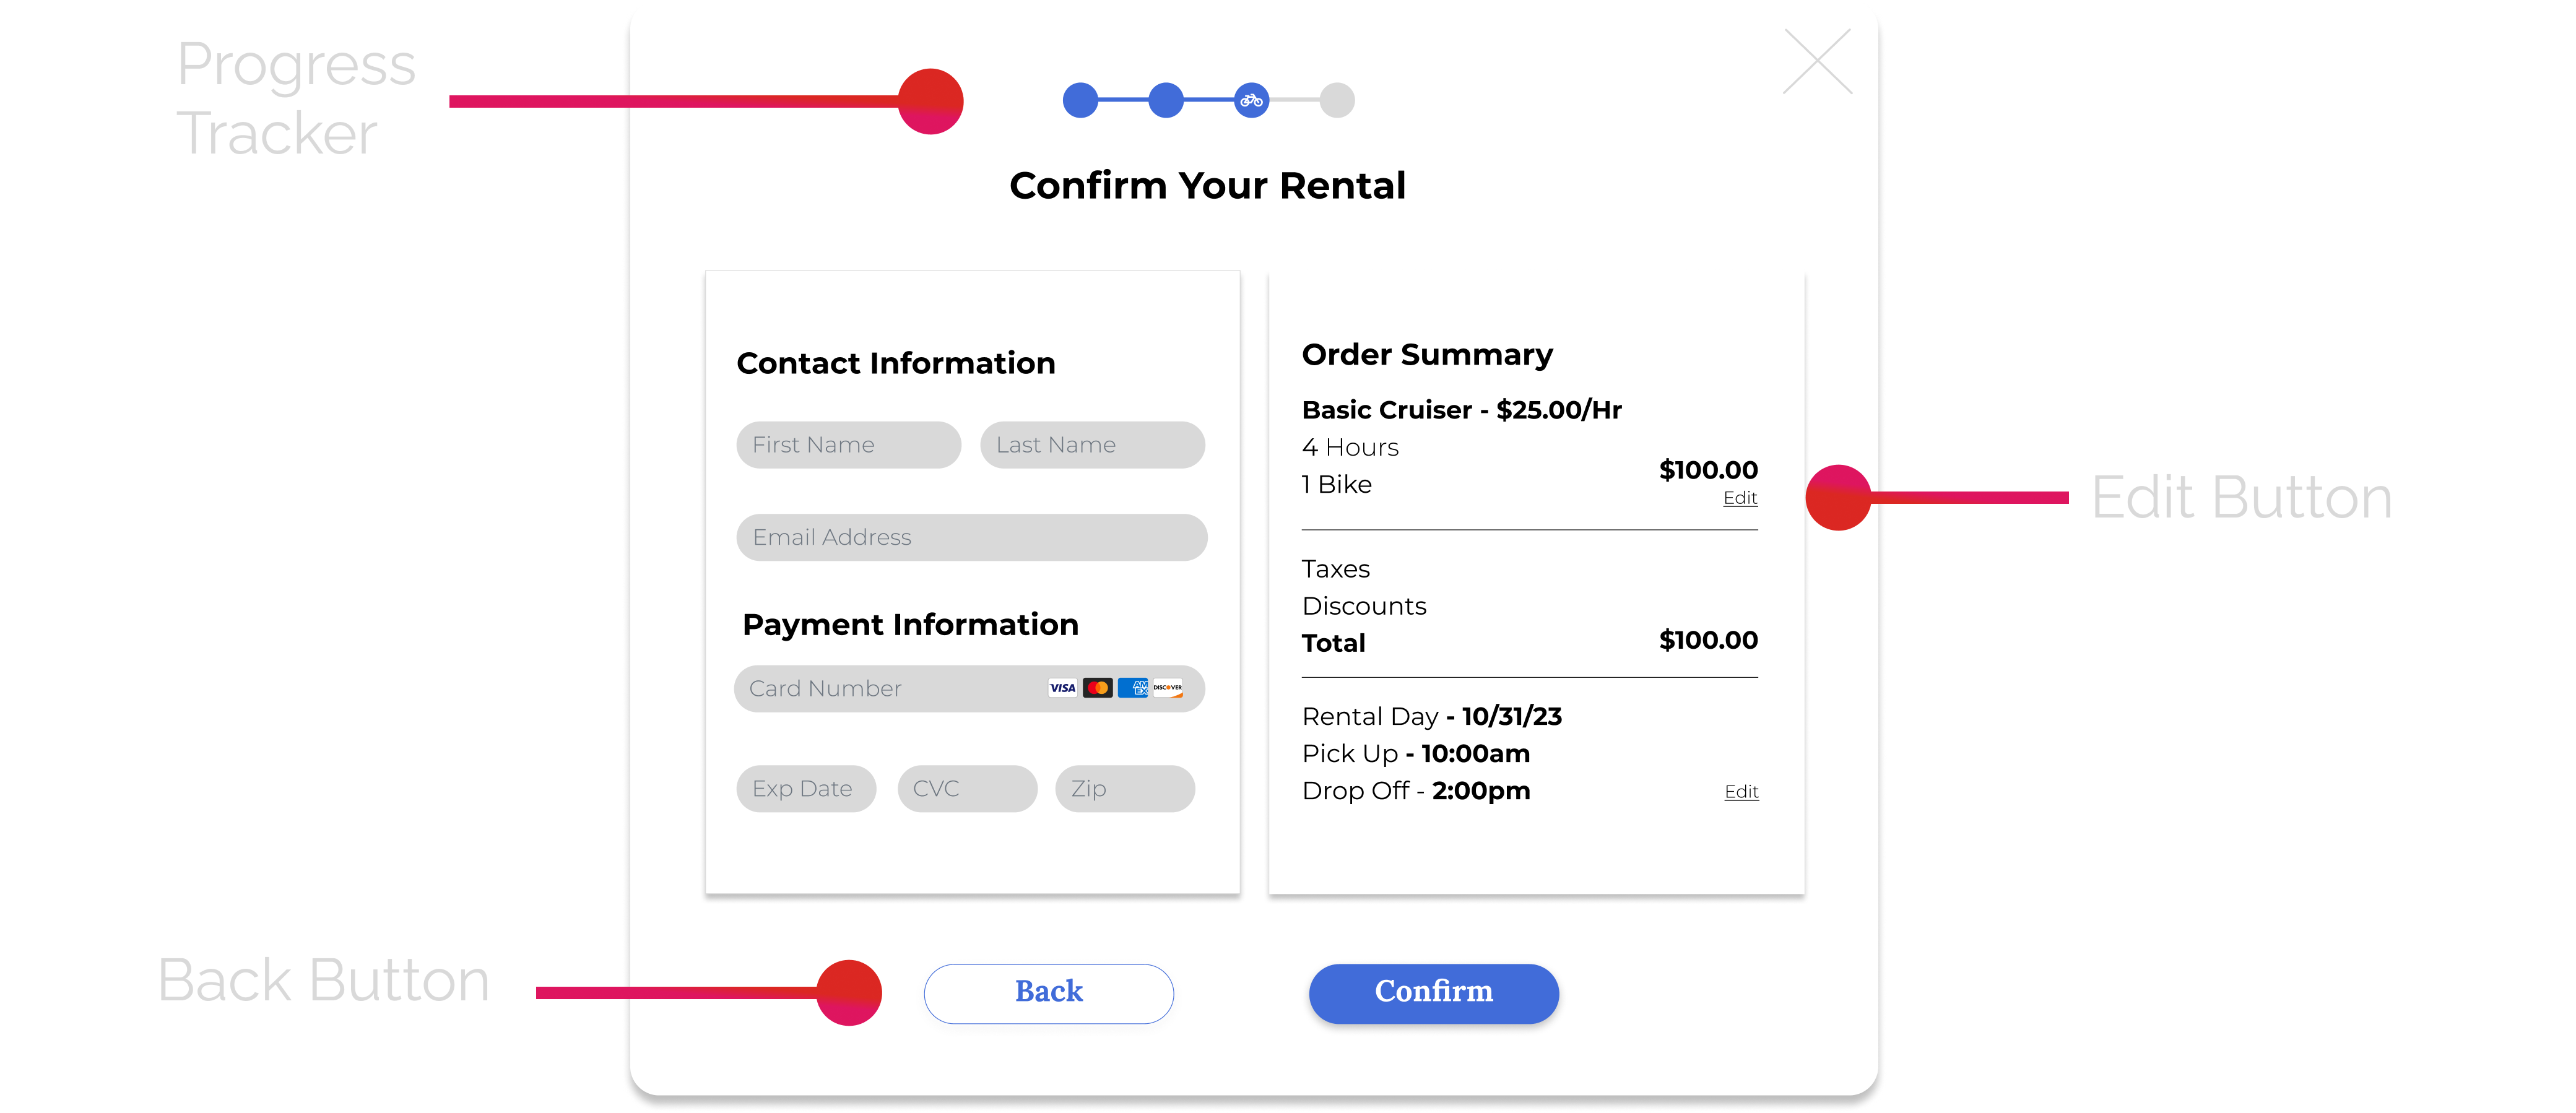 Progress
Tracker
Confirm Your Rental
Contact Information
First Name
Last Name
Email Address
Payment Information
Card Number
VISA
AM
EX
DISCOVER
Exp Date
CVC
Zip
Order Summary
Basic Cruiser - $25.00/Hr
4 Hours
1 Bike
$100.00
Edit
Edit Button
Taxes
Discounts
Total
$100.00
Rental Day - 10/31/23
Pick Up - 10:00am
Drop Off - 2:00pm
Edit
Back Button
Back
Confirm